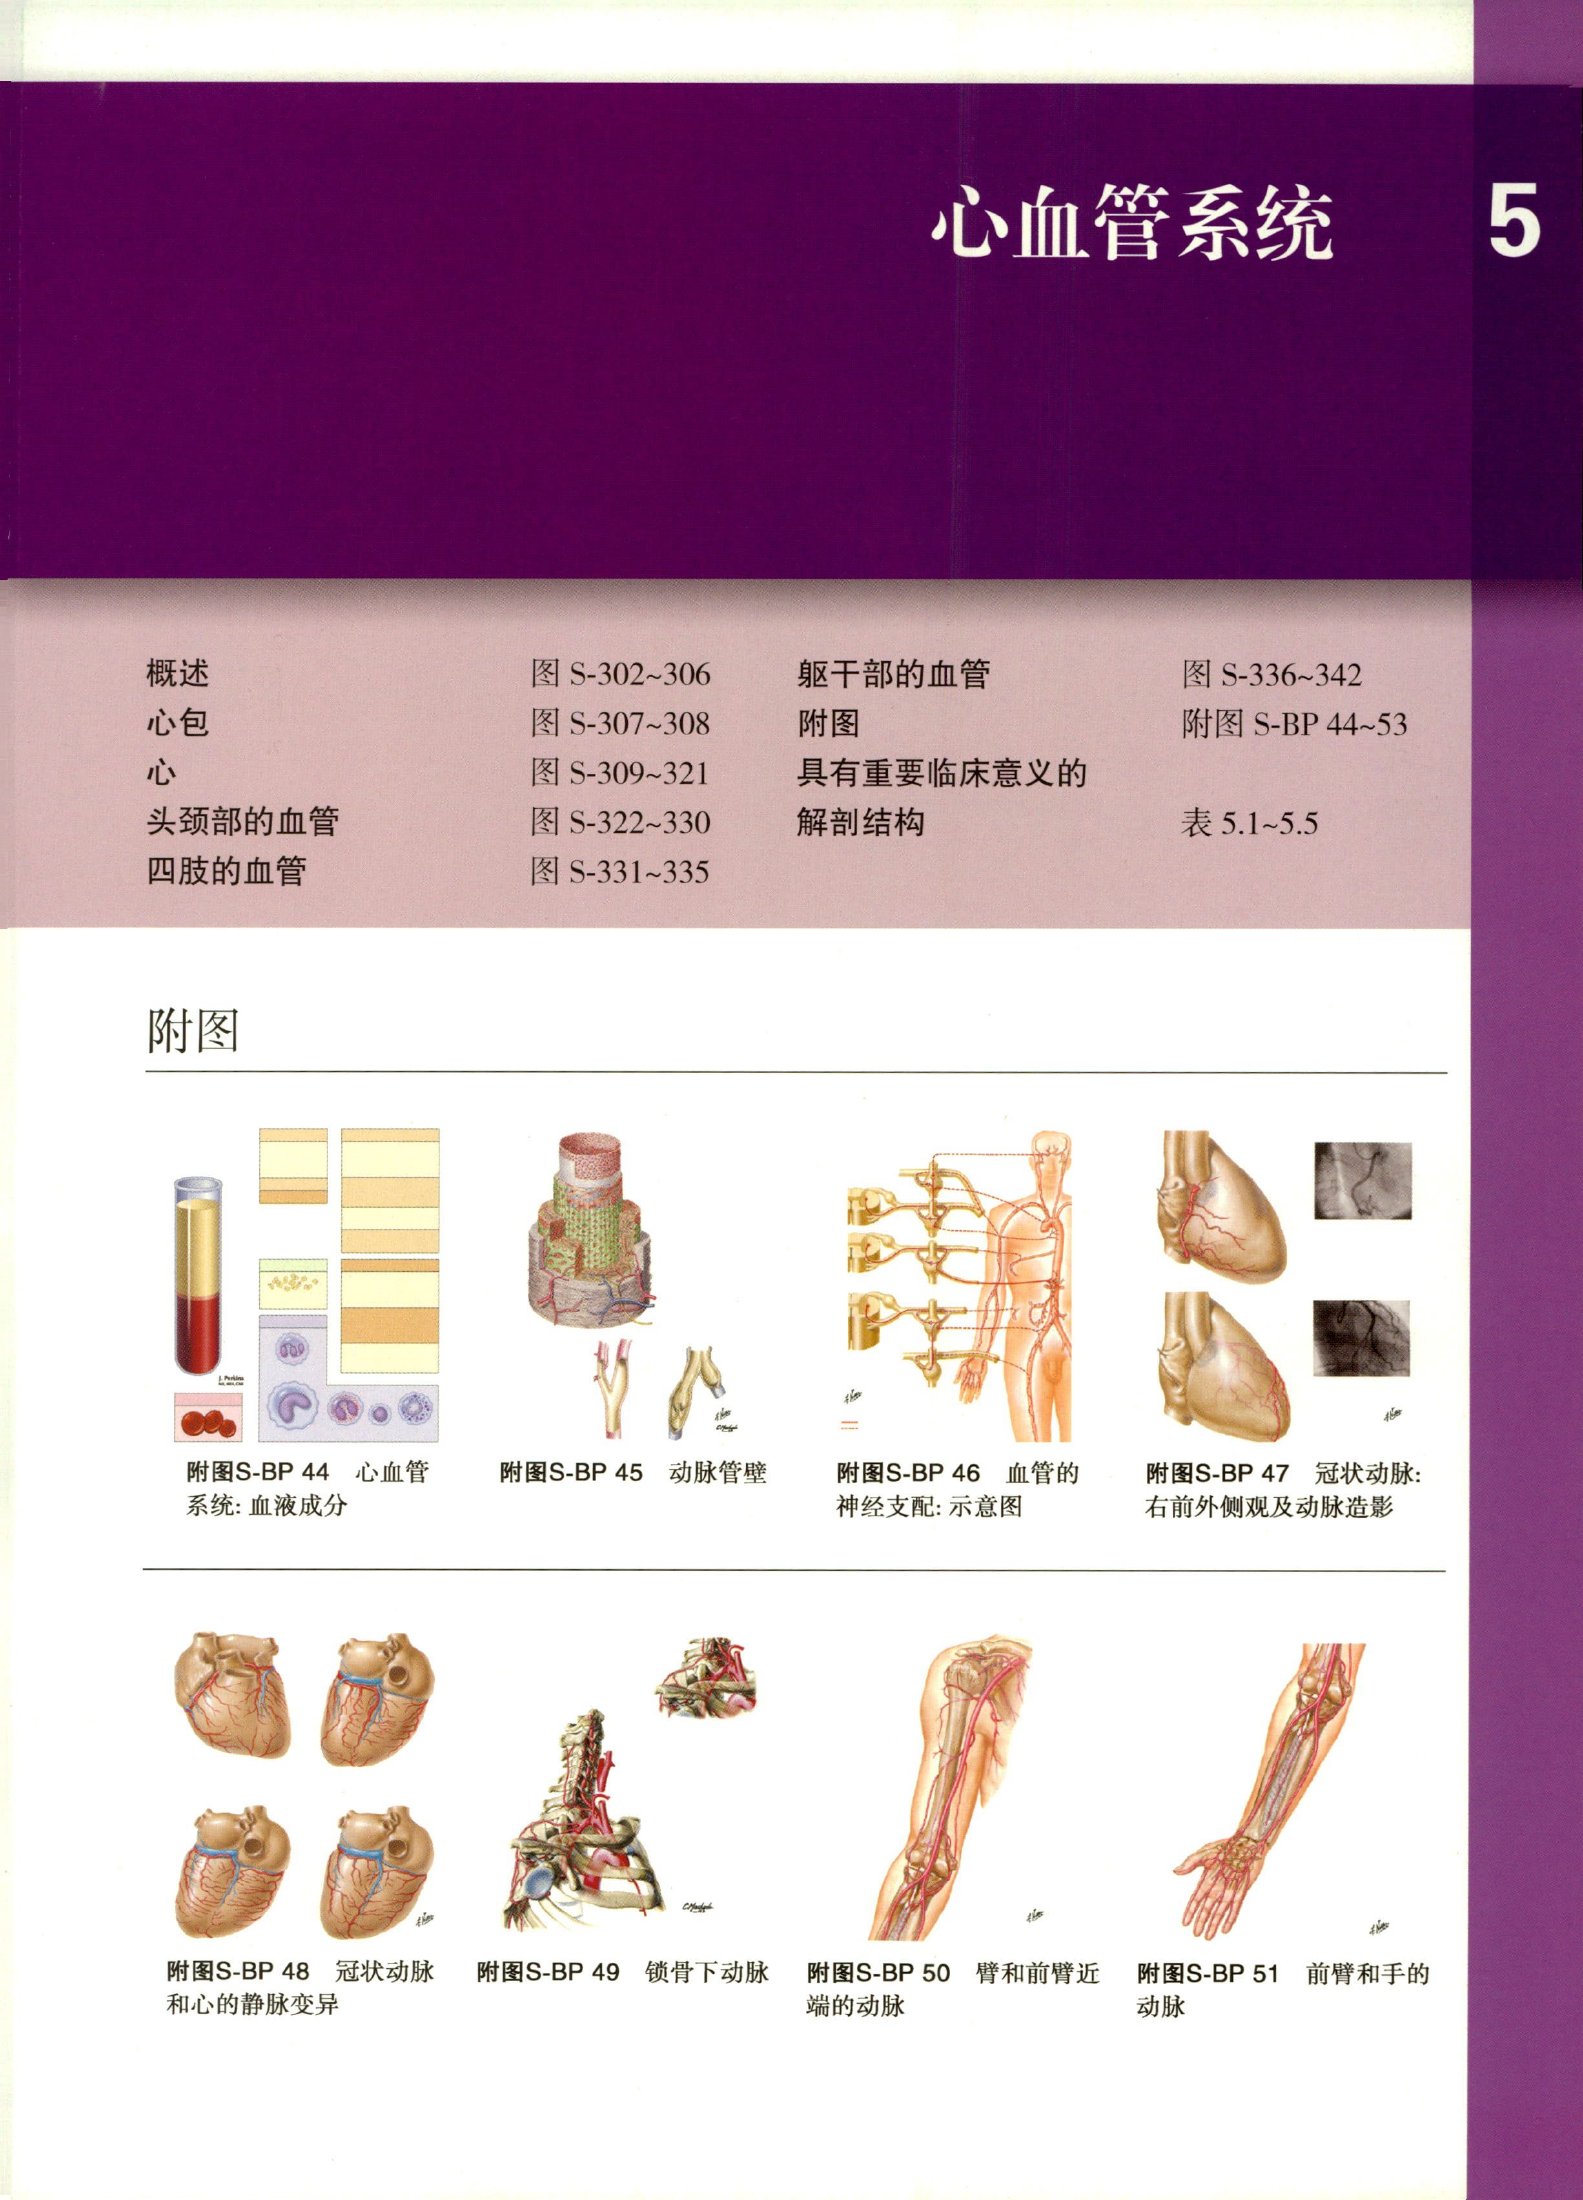 心血管系统 5
概述 图 S-302~306
心包 图 S-307~308
心 图 S-309~321
头颈部的血管 图 S-322~330
四肢的血管 图 S-331~335
躯干部的血管 图 S-336~342
附图 附图 S-BP 44~53
具有重要临床意义的
解剖结构 表 5.1~5.5
附图
J. Perkins
附图S-BP 44 心血管
系统: 血液成分
附图S-BP 45 动脉管壁
附图S-BP 46 血管的
神经支配: 示意图
附图S-BP 47 冠状动脉:
右前外侧观及动脉造影
附图S-BP 48 冠状动脉
和心的静脉变异
附图S-BP 49 锁骨下动脉
附图S-BP 50 臂和前臂近
端的动脉
附图S-BP 51 前臂和手的
动脉